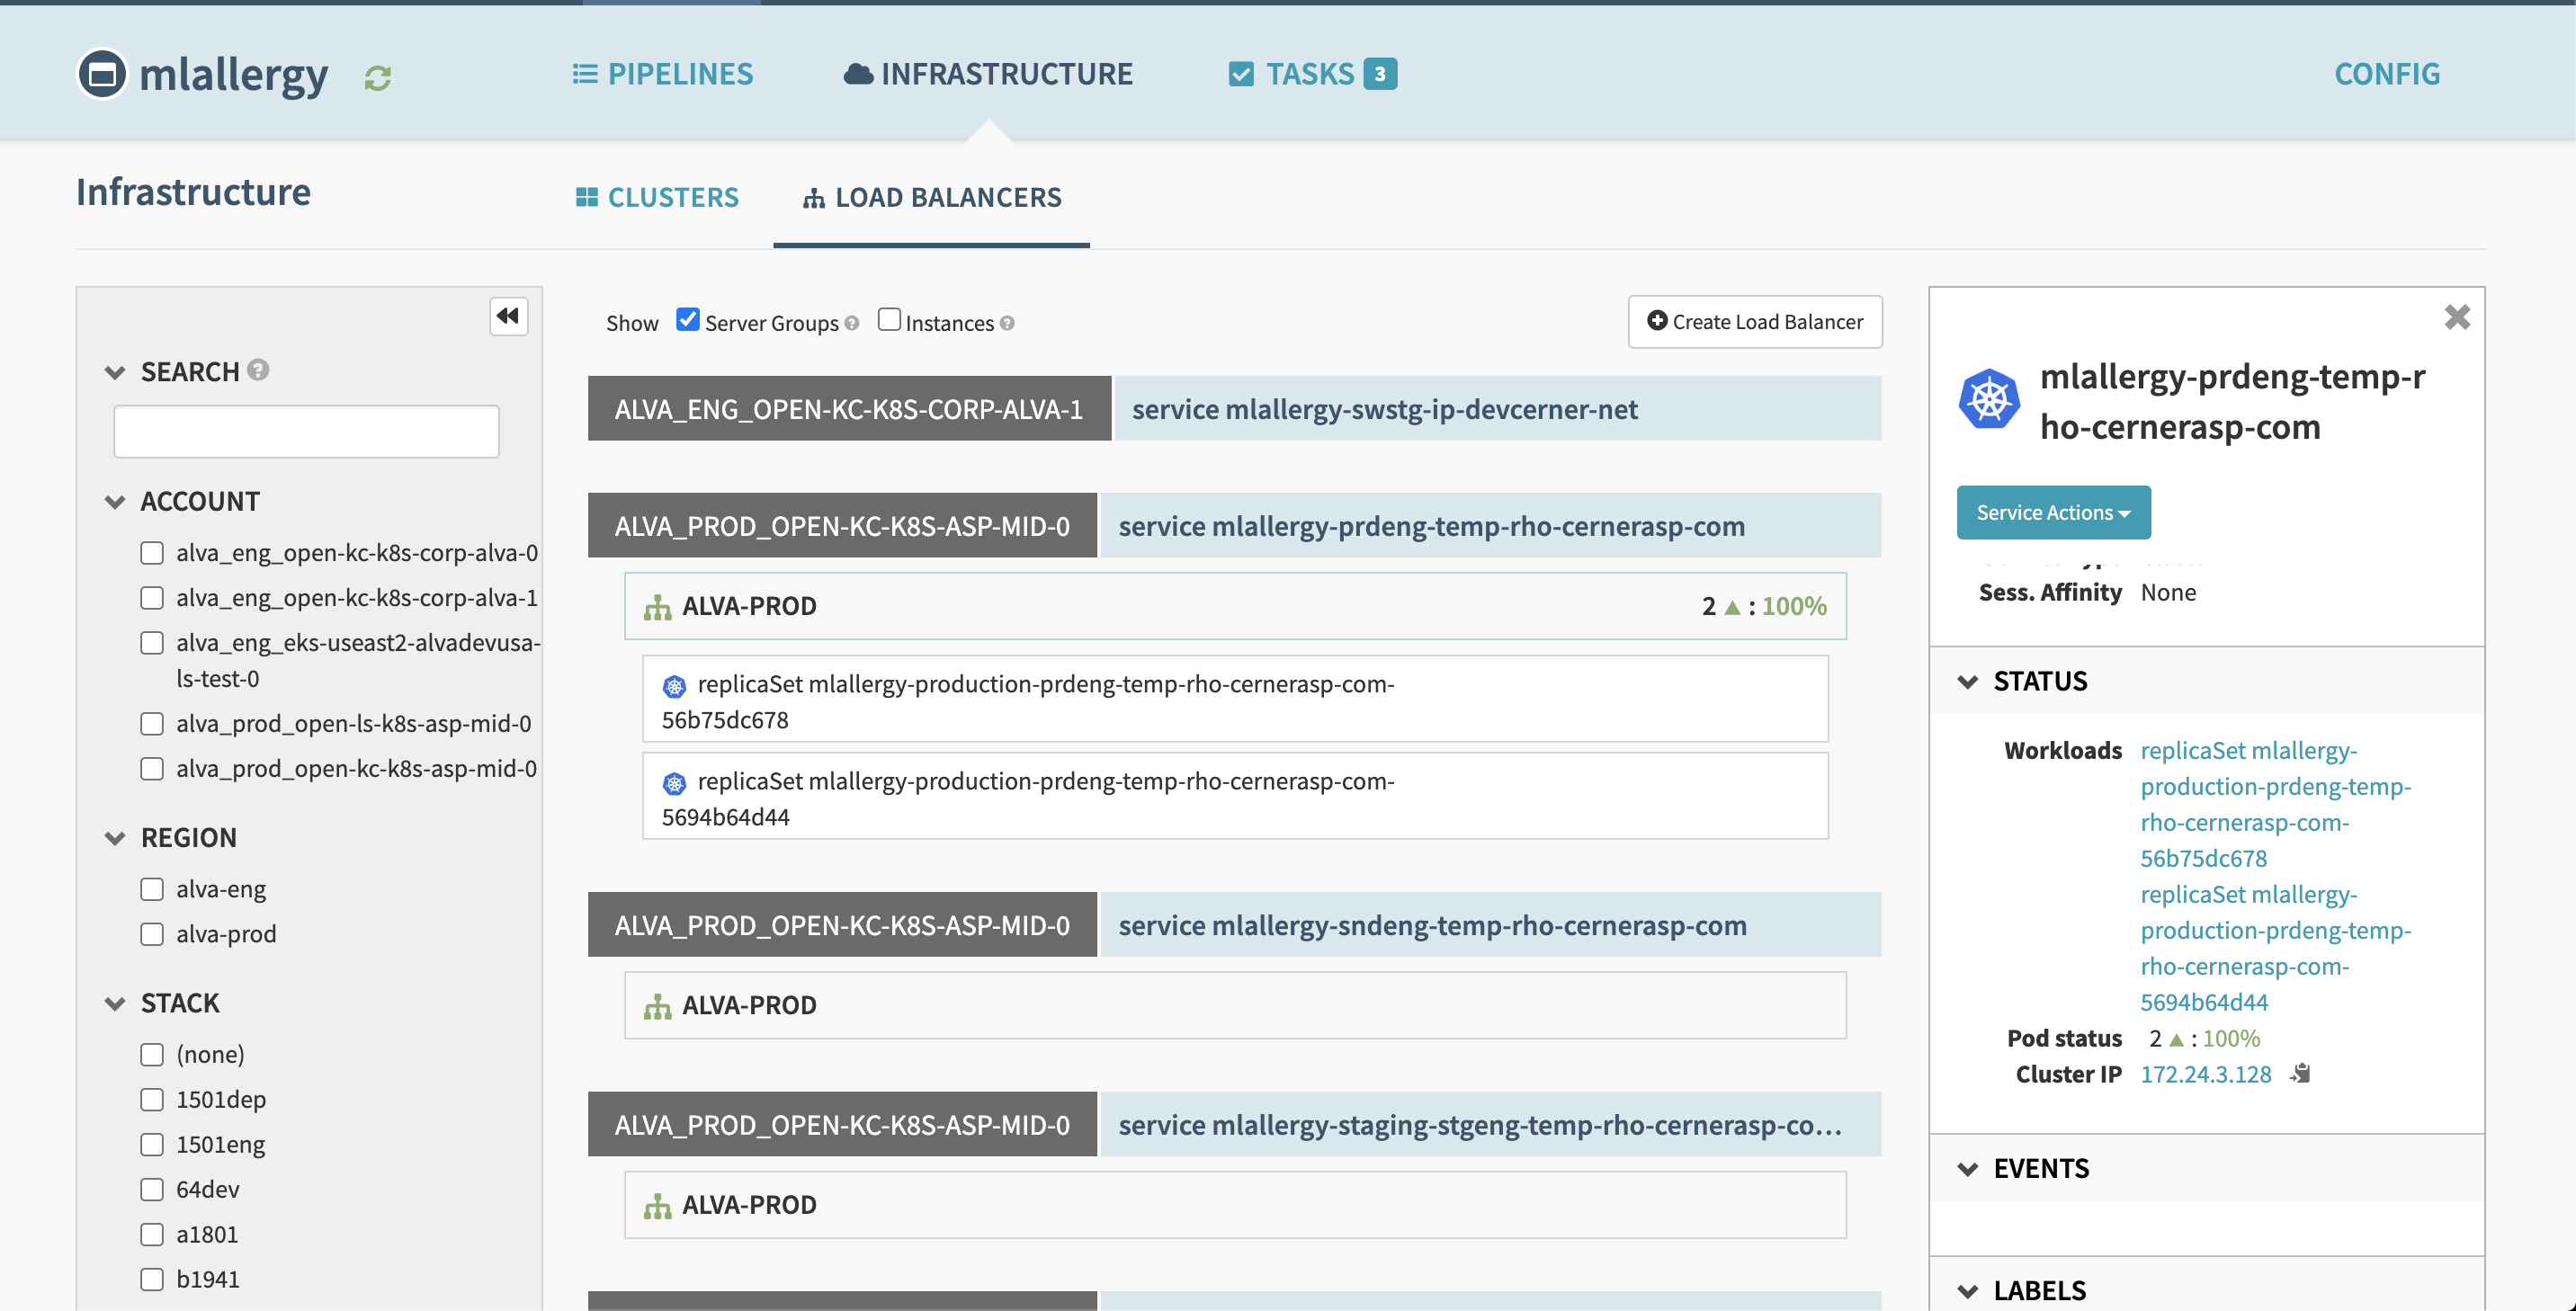 mlallergy
PIPELINES
INFRASTRUCTURE
TASKS 3
CONFIG
Infrastructure
CLUSTERS
LOAD BALANCERS
SEARCH
ACCOUNT
alva_eng_open-kc-k8s-corp-alva-0
alva_eng_open-kc-k8s-corp-alva-1
alva_eng_eks-useast2-alvadevusa-
ls-test-0
alva_prod_open-ls-k8s-asp-mid-0
alva_prod_open-kc-k8s-asp-mid-0
REGION
alva-eng
alva-prod
STACK
(none)
1501dep
1501eng
64dev
a1801
b1941
Show Server Groups Instances
Create Load Balancer
ALVA_ENG_OPEN-KC-K8S-CORP-ALVA-1 service mlallergy-swstg-ip-devcerner-net
ALVA_PROD_OPEN-KC-K8S-ASP-MID-0 service mlallergy-prdeng-temp-rho-cernerasp-com
ALVA-PROD 2 ▲ : 100%
replicaSet mlallergy-production-prdeng-temp-rho-cernerasp-com-
56b75dc678
replicaSet mlallergy-production-prdeng-temp-rho-cernerasp-com-
5694b64d44
ALVA_PROD_OPEN-KC-K8S-ASP-MID-0 service mlallergy-sndeng-temp-rho-cernerasp-com
ALVA-PROD
ALVA_PROD_OPEN-KC-K8S-ASP-MID-0 service mlallergy-staging-stgeng-temp-rho-cernerasp-co…
ALVA-PROD
mlallergy-prdeng-temp-r
ho-cernerasp-com
Service Actions
Sess. Affinity None
STATUS
Workloads replicaSet mlallergy-
production-prdeng-temp-
rho-cernerasp-com-
56b75dc678
replicaSet mlallergy-
production-prdeng-temp-
rho-cernerasp-com-
5694b64d44
Pod status 2 ▲ : 100%
Cluster IP 172.24.3.128
EVENTS
LABELS